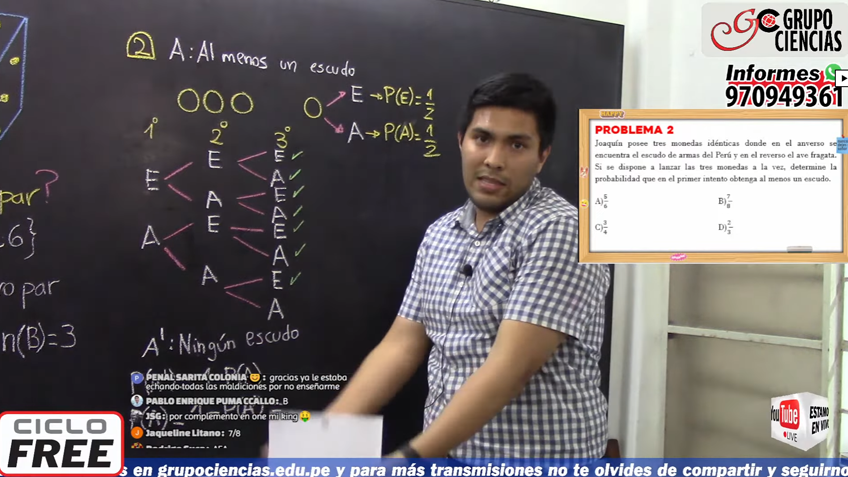 GRUPO
CIENCIAS
Informes
970949361
2 A: Al menos un escudo
E → P(E) = 1/2
A → P(A) = 1/2
1° 2° 3°
E
E ✓
A ✓
E
A
E ✓
A ✓
A
E
E ✓
A ✓
A
E ✓
A
A': Ningún escudo
par?
.6}
o par
n(B)=3
HAPPY
PROBLEMA 2
Joaquín posee tres monedas idénticas donde en el anverso se
encuentra el escudo de armas del Perú y en el reverso el ave fragata.
Si se dispone a lanzar las tres monedas a la vez, determine la
probabilidad que en el primer intento obtenga al menos un escudo.
A) 5/6 B) 7/8
C) 3/4 D) 2/3
PENAL SARITA COLONIA : gracias ya le estaba
echando todas las maldiciones por no enseñarme
PABLO ENRIQUE PUMA CCALLO: B
JSG: por complemento en one mi king
Jaqueline Litano: 7/8
CICLO
FREE
YouTube
LIVE
ESTAMO
EN VIVO
s en grupociencias.edu.pe y para más transmisiones no te olvides de compartir y seguirno